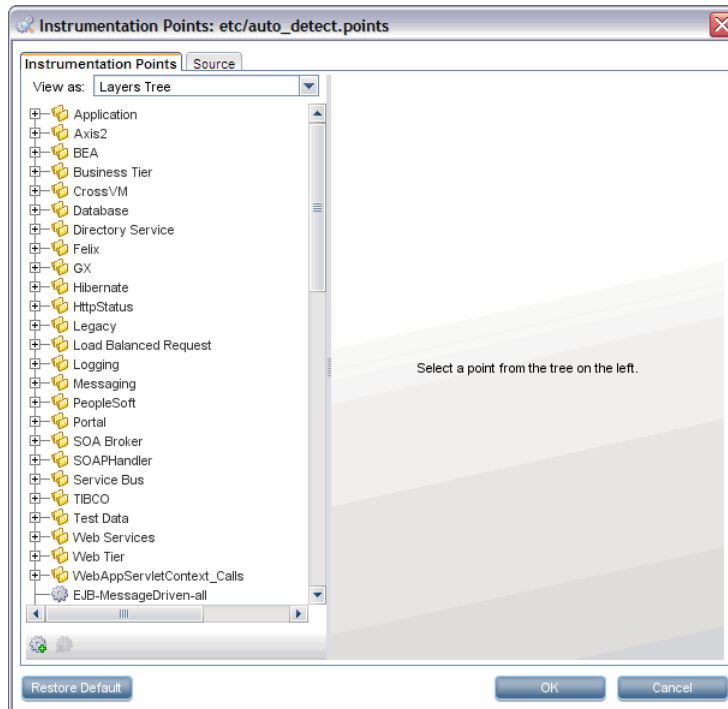 Instrumentation Points: etc/auto_detect.points
Instrumentation Points
Source
View as: Layers Tree
Application
Axis2
BEA
Business Tier
CrossVM
Database
Directory Service
Felix
GX
Hibernate
HttpStatus
Legacy
Load Balanced Request
Logging
Messaging
PeopleSoft
Portal
SOA Broker
SOAPHandler
Service Bus
TIBCO
Test Data
Web Services
Web Tier
WebAppServletContext_Calls
EJB-MessageDriven-all
Select a point from the tree on the left.
Restore Default
OK
Cancel